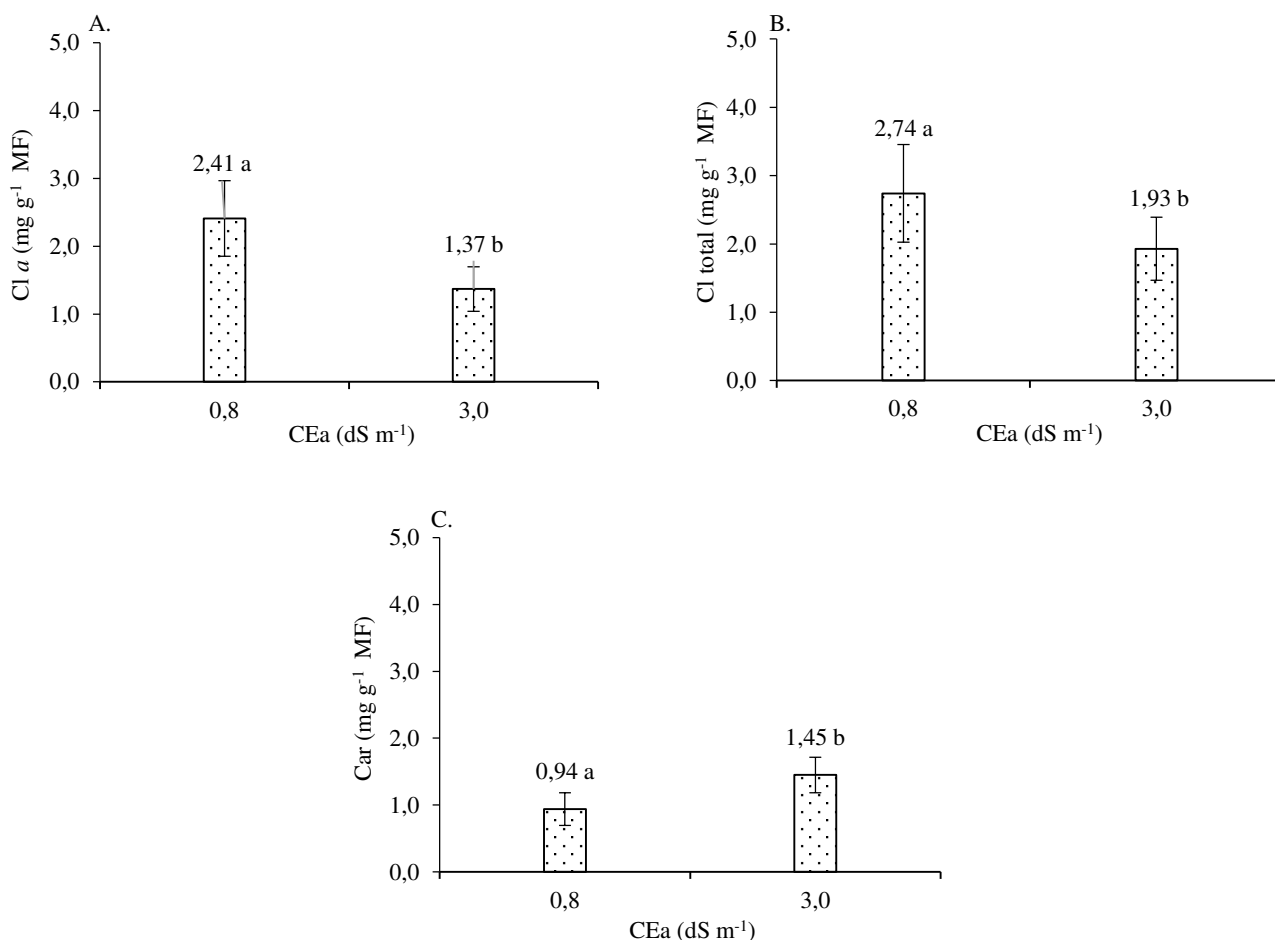 A.
5,0
4,0
3,0
2,0
1,0
0,0
Cl a (mg g⁻¹ MF)
2,41 a
1,37 b
0,8
3,0
CEa (dS m⁻¹)
B.
5,0
4,0
3,0
2,0
1,0
0,0
Cl total (mg g⁻¹ MF)
2,74 a
1,93 b
0,8
3,0
CEa (dS m⁻¹)
C.
5,0
4,0
3,0
2,0
1,0
0,0
Car (mg g⁻¹ MF)
0,94 a
1,45 b
0,8
3,0
CEa (dS m⁻¹)